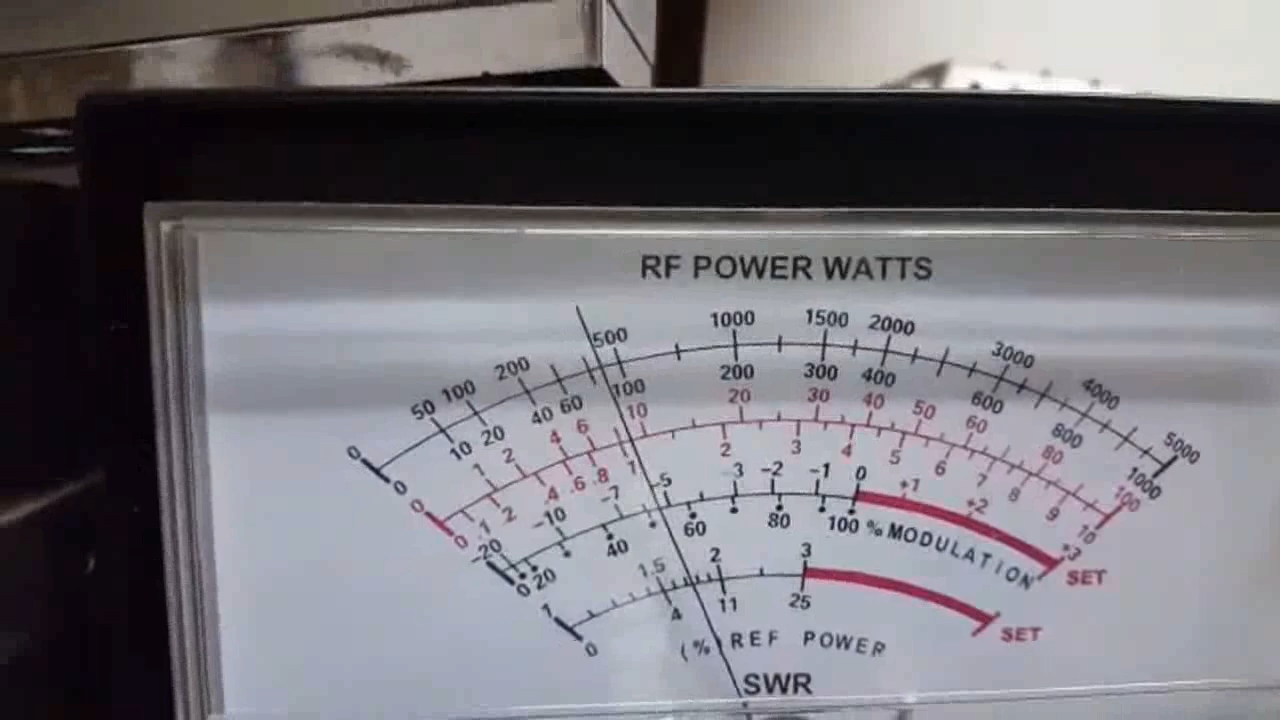 RF POWER WATTS
0 50 100 200 500 1000 1500 2000 3000 4000 5000
0 10 20 40 60 100 200 300 400 600 800 1000
0 1 2 4 6 10 20 30 40 50 60 80 100
0 .1 .2 .4 .6 .8 1 2 3 4 5 6 7 8 9 10
-20 -10 -7 -5 -3 -2 -1 0 +1 +2 +3 SET
0 20 40 60 80 100 % MODULATION
1 1.5 2 3 SET
0 4 11 25
(%) REF POWER
SWR